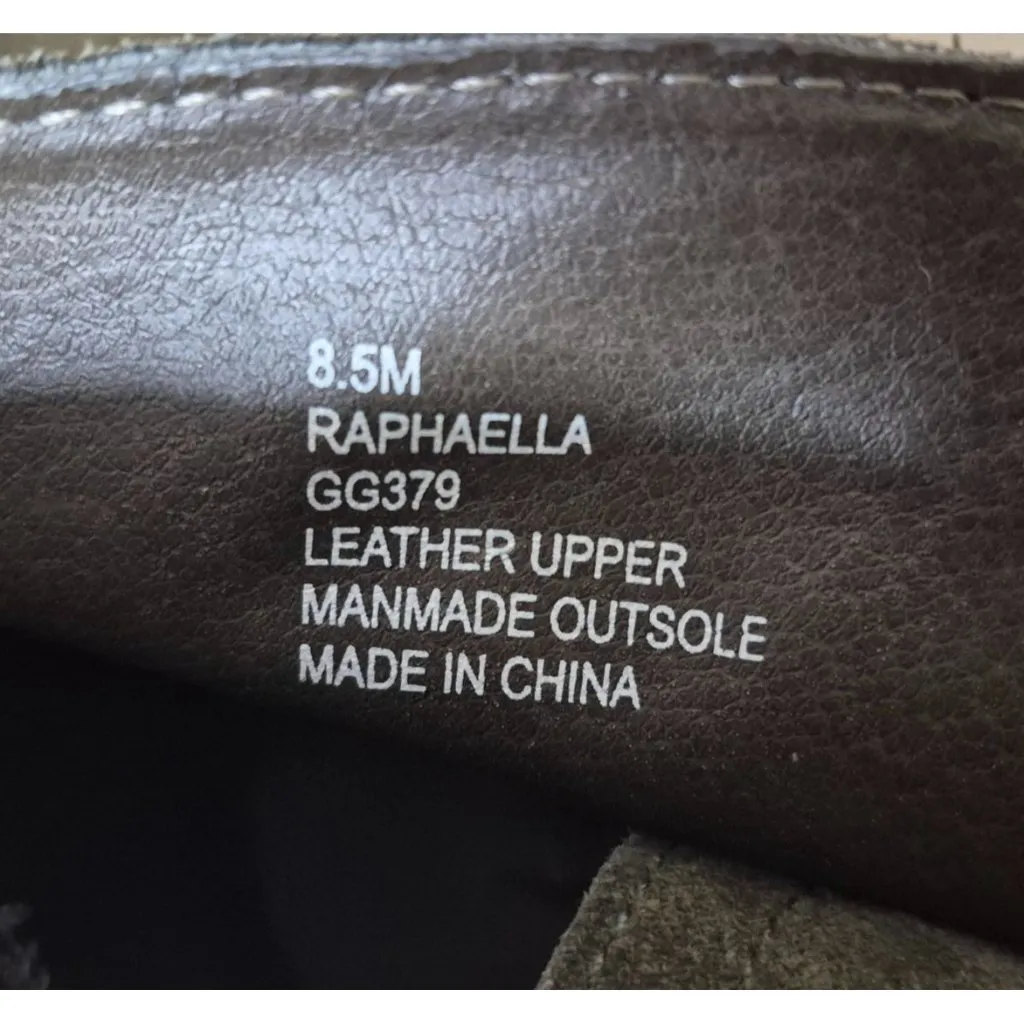 8.5M
RAPHAELLA
GG379
LEATHER UPPER
MANMADE OUTSOLE
MADE IN CHINA